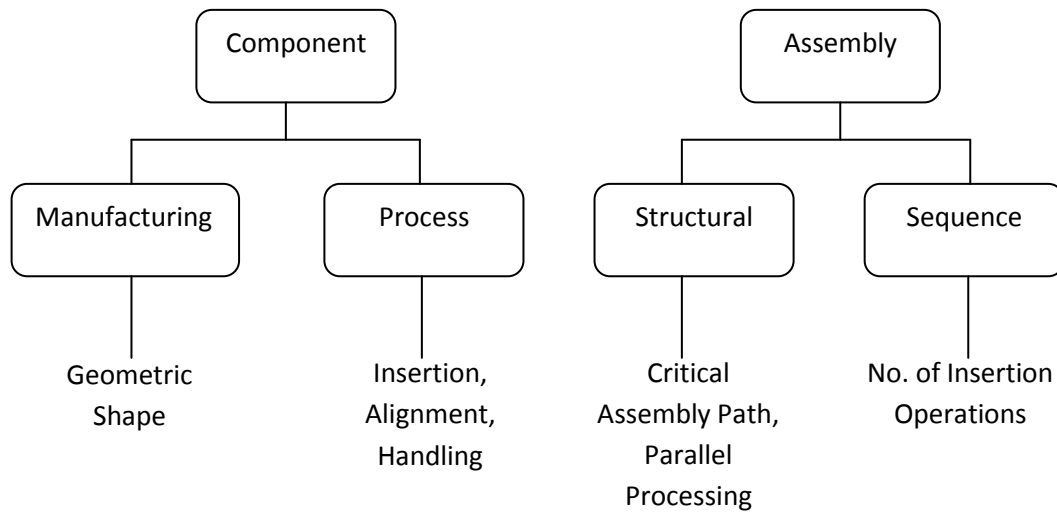 Component
Assembly
Manufacturing
Process
Structural
Sequence
Geometric
Shape
Insertion,
Alignment,
Handling
Critical
Assembly Path,
Parallel
Processing
No. of Insertion
Operations